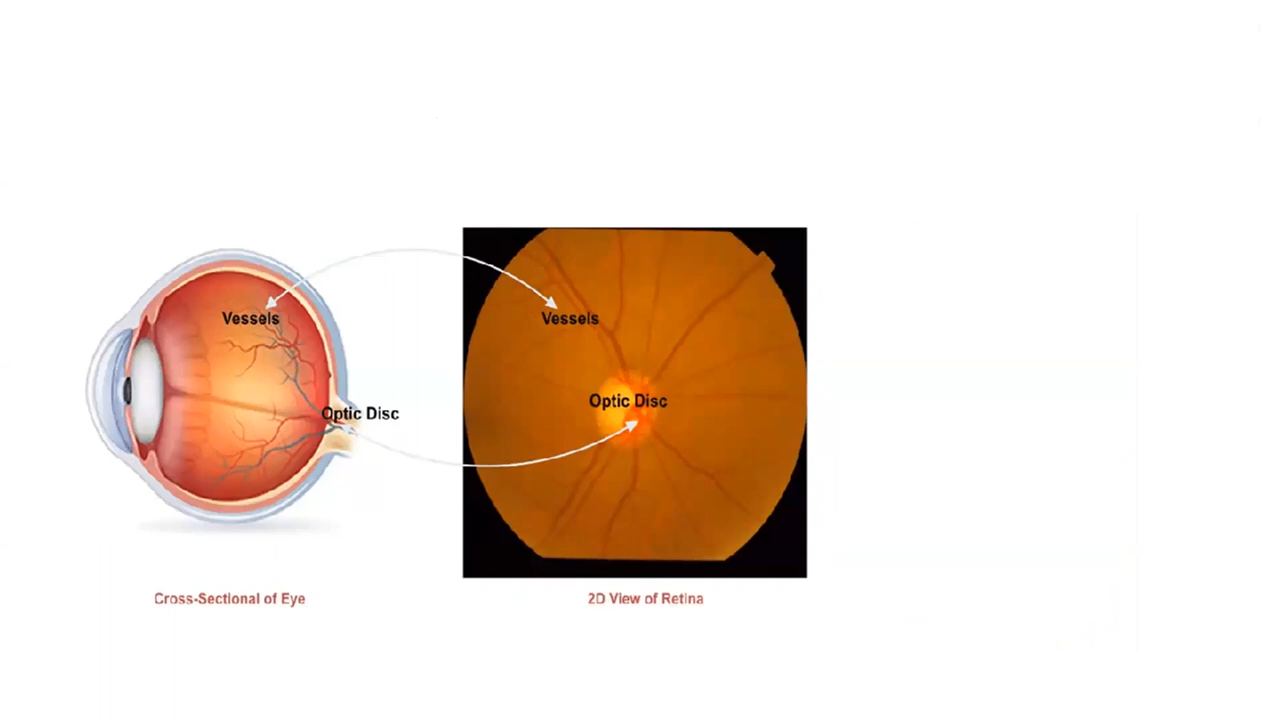 Vessels
Vessels
Optic Disc
Optic Disc
Cross-Sectional of Eye
2D View of Retina